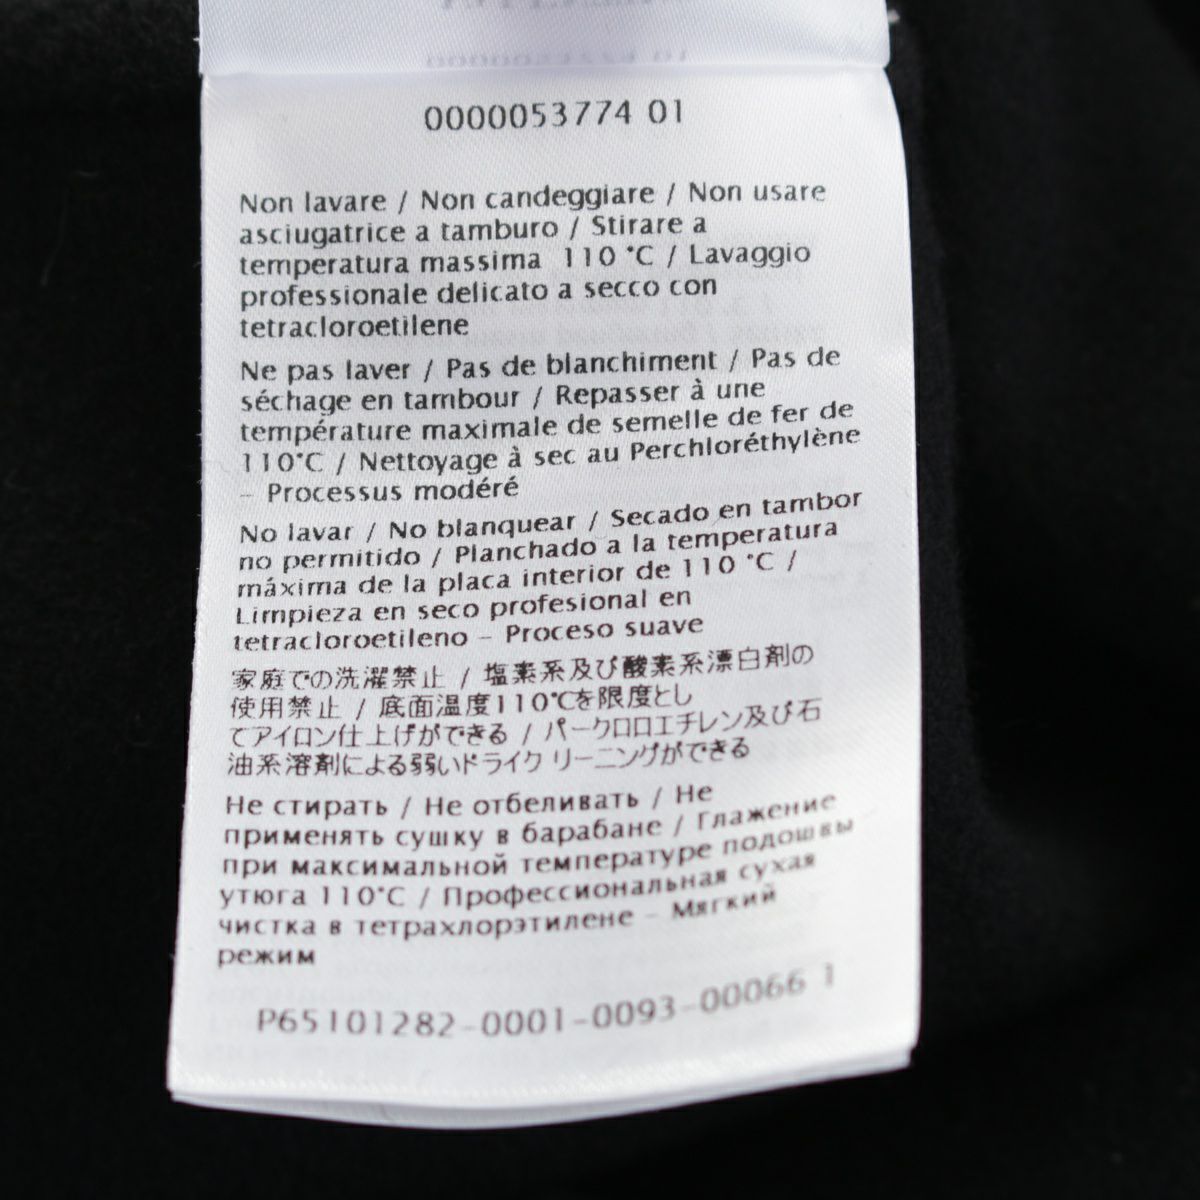 0000053774 01
Non lavare / Non candeggiare / Non usare
asciugatrice a tamburo / Stirare a
temperatura massima 110 °C / Lavaggio
professionale delicato a secco con
tetracloroetilene
Ne pas laver / Pas de blanchiment / Pas de
séchage en tambour / Repasser à une
température maximale de semelle de fer de
110°C / Nettoyage à sec au Perchloréthylène
– Processus modéré
No lavar / No blanquear / Secado en tambor
no permitido / Planchado a la temperatura
máxima de la placa interior de 110 °C /
Limpieza en seco profesional en
tetracloroetileno – Proceso suave
家庭での洗濯禁止 / 塩素系及び酸素系漂白剤の
使用禁止 / 底面温度110℃を限度とし
てアイロン仕上げができる / パークロロエチレン及び石
油系溶剤による弱いドライク リーニングができる
Не стирать / Не отбеливать / Не
применять сушку в барабане / Глажение
при максимальной температуре подошвы
утюга 110°C / Профессиональная сухая
чистка в тетрахлорэтилене – Мягкий
режим
P65101282-0001-0093-00066 1